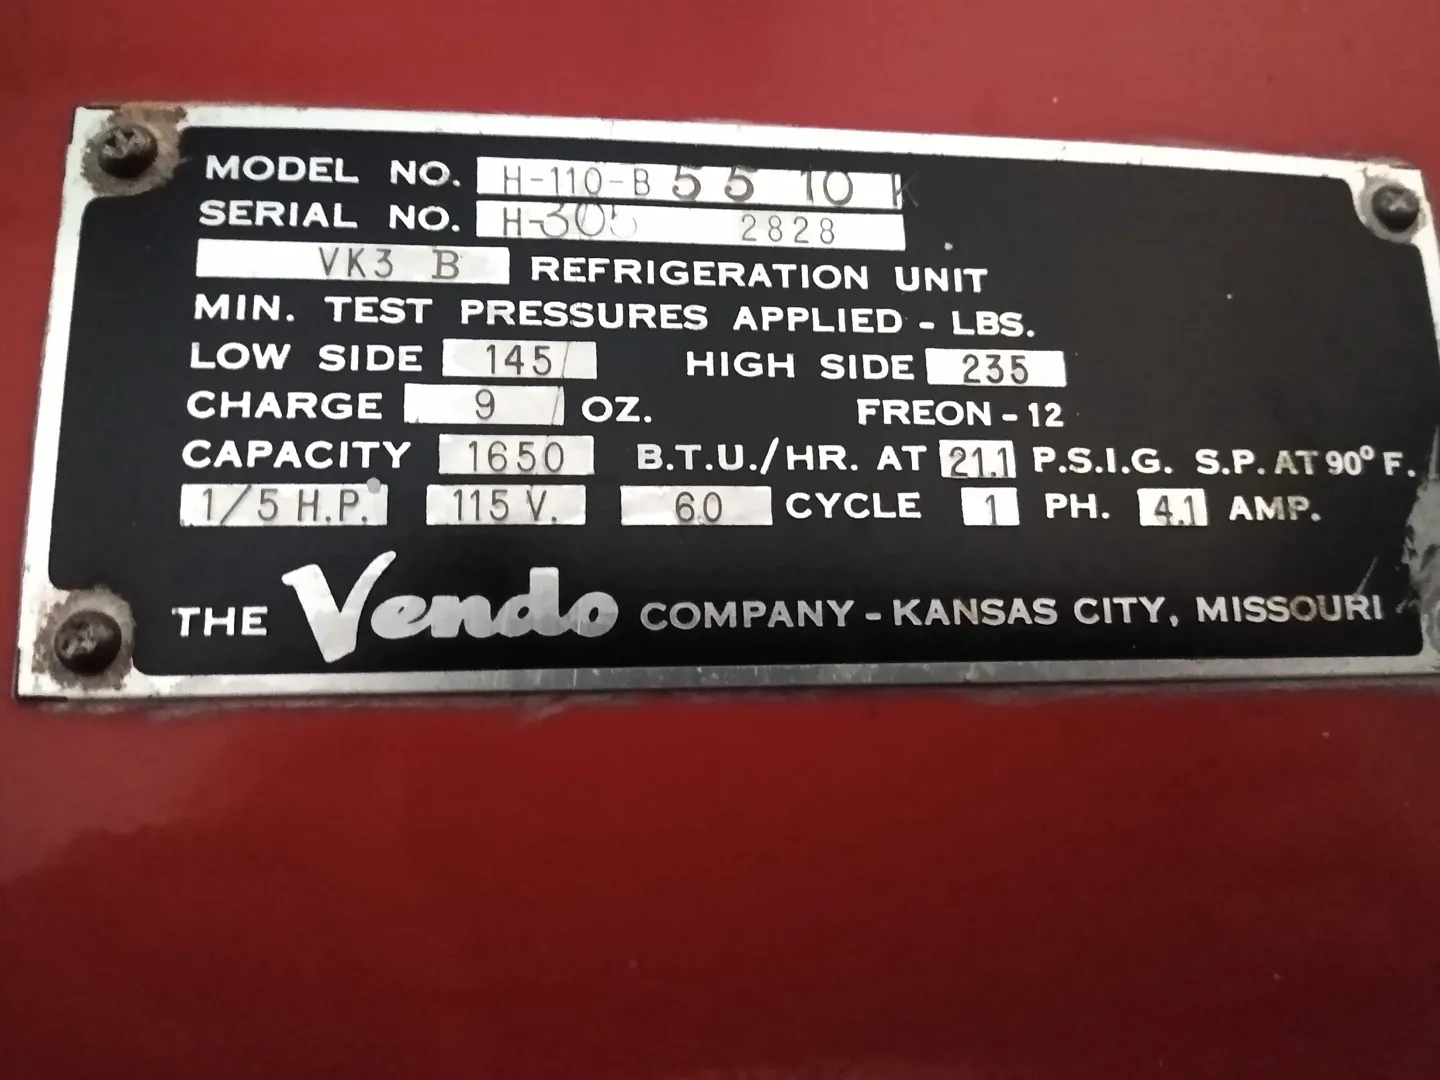 MODEL NO. H-110-B 55 10 K
SERIAL NO. H-305 2828
VK3 B REFRIGERATION UNIT
MIN. TEST PRESSURES APPLIED - LBS.
LOW SIDE 145 HIGH SIDE 235
CHARGE 9 OZ. FREON - 12
CAPACITY 1650 B.T.U./HR. AT 21.1 P.S.I.G. S.P. AT 90° F.
1/5 H.P. 115 V. 60 CYCLE 1 PH. 4.1 AMP.
THE Vendo COMPANY - KANSAS CITY, MISSOURI